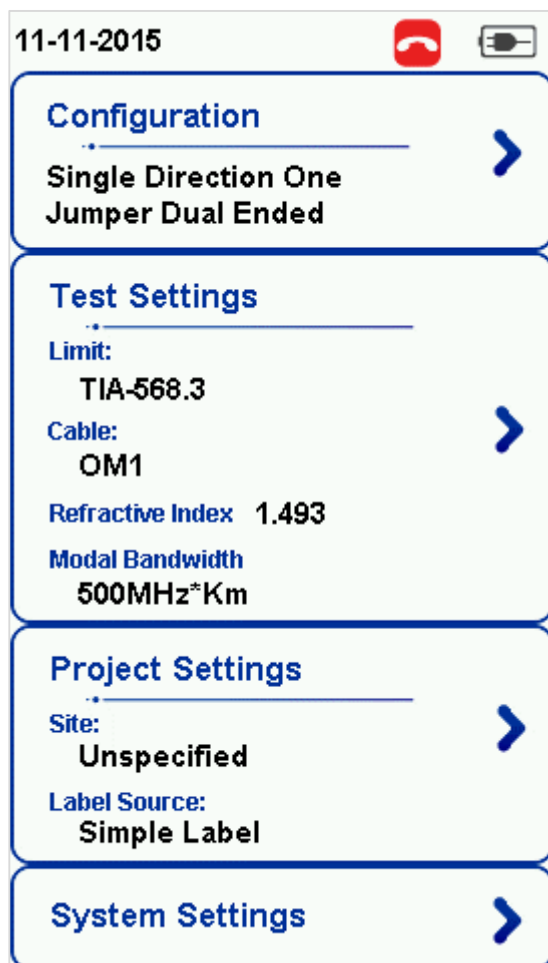 11-11-2015
Configuration
Single Direction One
Jumper Dual Ended
Test Settings
Limit:
TIA-568.3
Cable:
OM1
Refractive Index 1.493
Modal Bandwidth
500MHz*Km
Project Settings
Site:
Unspecified
Label Source:
Simple Label
System Settings